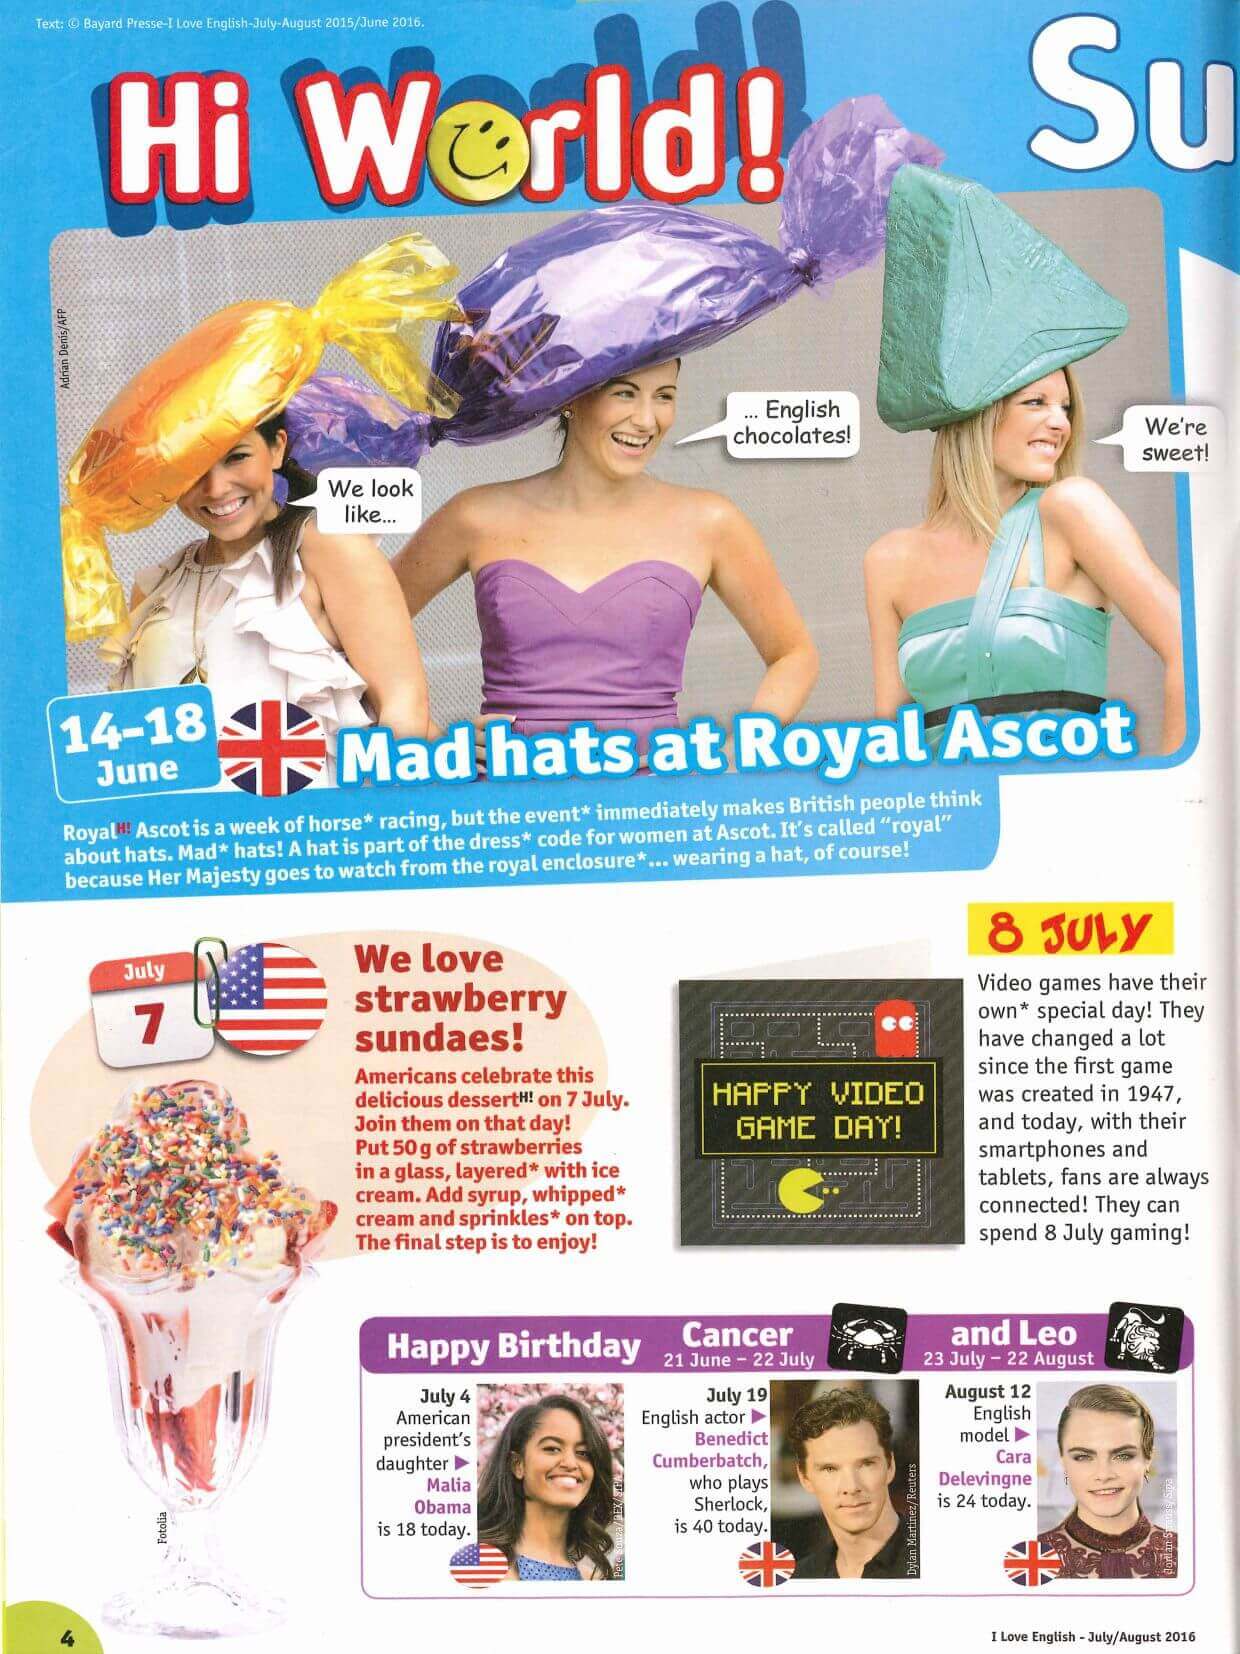 Text: © Bayard Presse-I Love English-July-August 2015/June 2016.
Hi World!
Su
Adrian Denis/AFP
We look
like...
... English
chocolates!
We're
sweet!
14-18
June
Mad hats at Royal Ascot
Royal H! Ascot is a week of horse* racing, but the event* immediately makes British people think
about hats. Mad* hats! A hat is part of the dress* code for women at Ascot. It's called "royal"
because Her Majesty goes to watch from the royal enclosure*... wearing a hat, of course!
July
7
We love
strawberry
sundaes!
Americans celebrate this
delicious dessert H! on 7 July.
Join them on that day!
Put 50 g of strawberries
in a glass, layered* with ice
cream. Add syrup, whipped*
cream and sprinkles* on top.
The final step is to enjoy!
Fotolia
HAPPY VIDEO
GAME DAY!
8 JULY
Video games have their
own* special day! They
have changed a lot
since the first game
was created in 1947,
and today, with their
smartphones and
tablets, fans are always
connected! They can
spend 8 July gaming!
Happy Birthday
Cancer
21 June – 22 July
and Leo
23 July – 22 August
July 4
American
president's
daughter
Malia
Obama
is 18 today.
July 19
English actor
Benedict
Cumberbatch,
who plays
Sherlock,
is 40 today.
Dylan Martinez/Reuters
August 12
English
model
Cara
Delevingne
is 24 today.
4
I Love English - July/August 2016